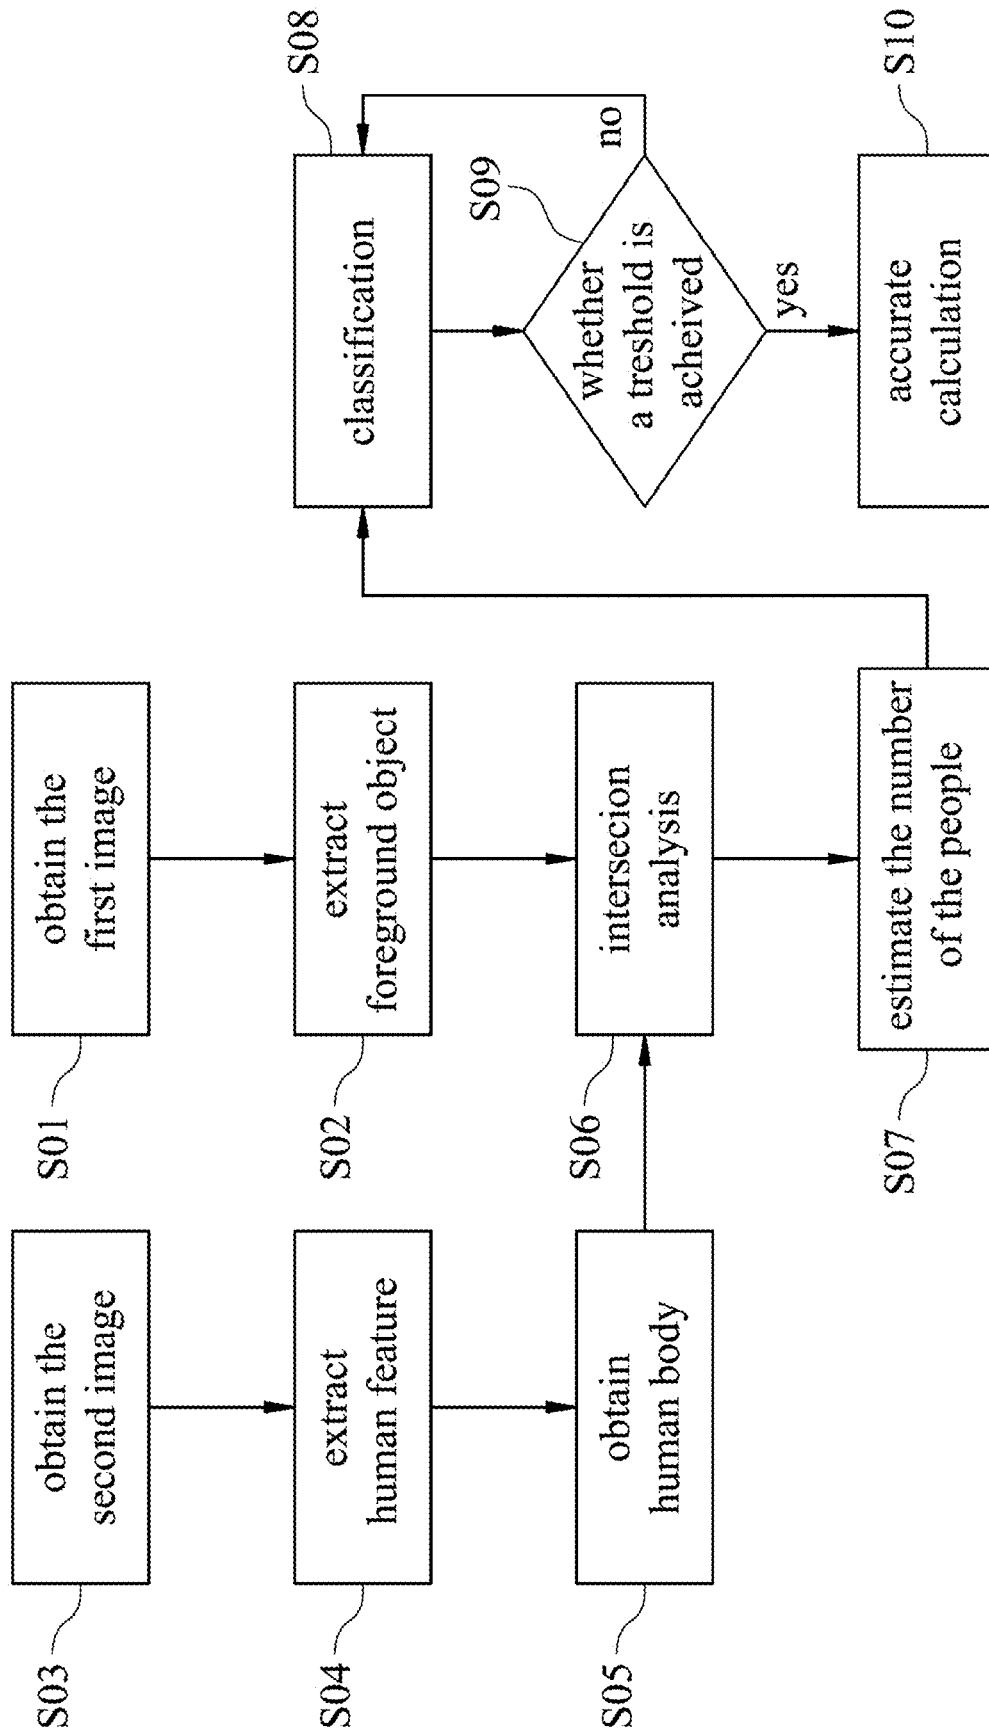 S03
obtain the
second image
S04
extract
human feature
S05
obtain
human body
S01
obtain the
first image
S02
extract
foreground object
S06
intersecion
analysis
S07
estimate the number
of the people
S08
classification
S09
whether
a treshold is
acheived
no
yes
S10
accurate
calculation